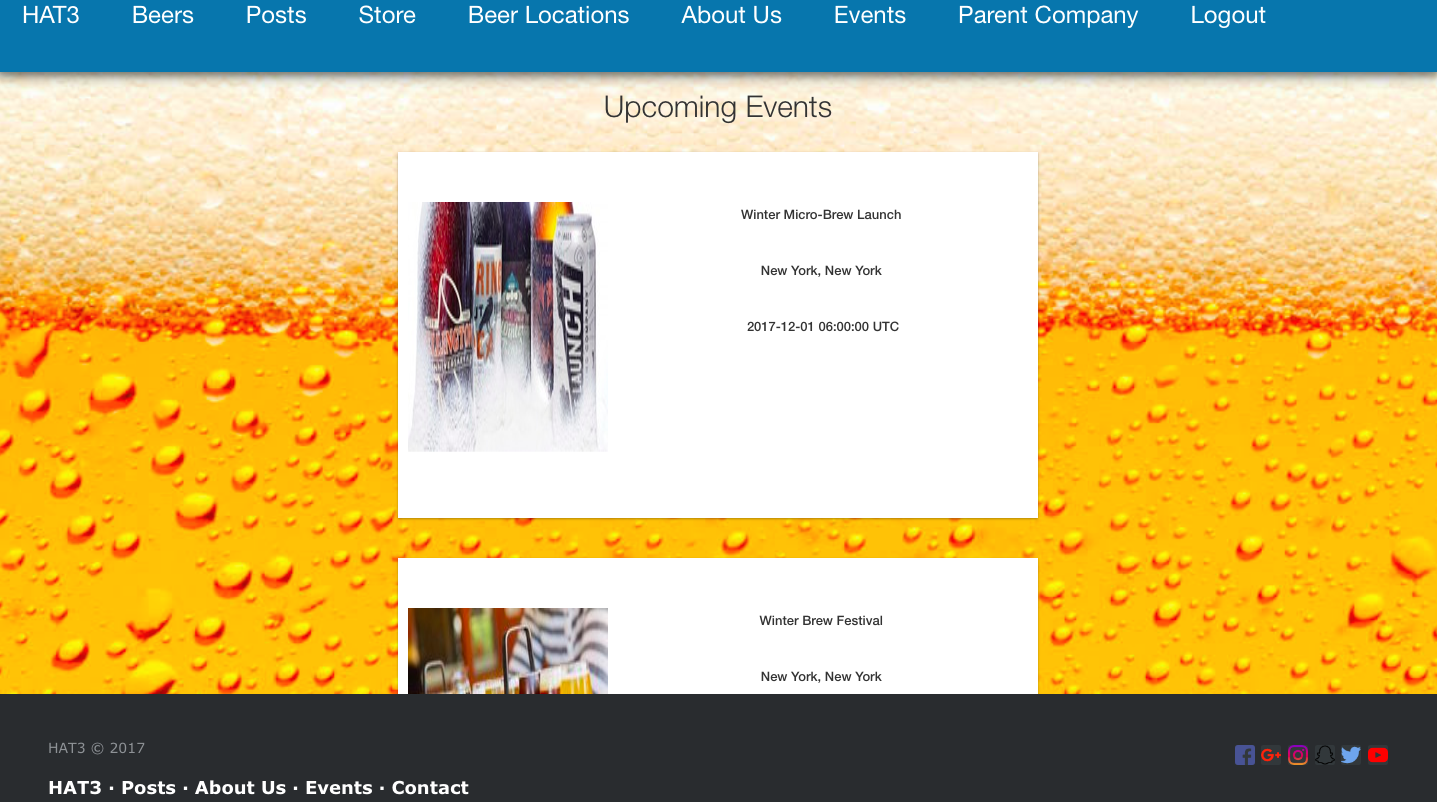 HAT3 Beers Posts Store Beer Locations About Us Events Parent Company Logout
Upcoming Events
Winter Micro-Brew Launch
New York, New York
2017-12-01 06:00:00 UTC
LAUNCH
Winter Brew Festival
New York, New York
HAT3 © 2017
HAT3 · Posts · About Us · Events · Contact